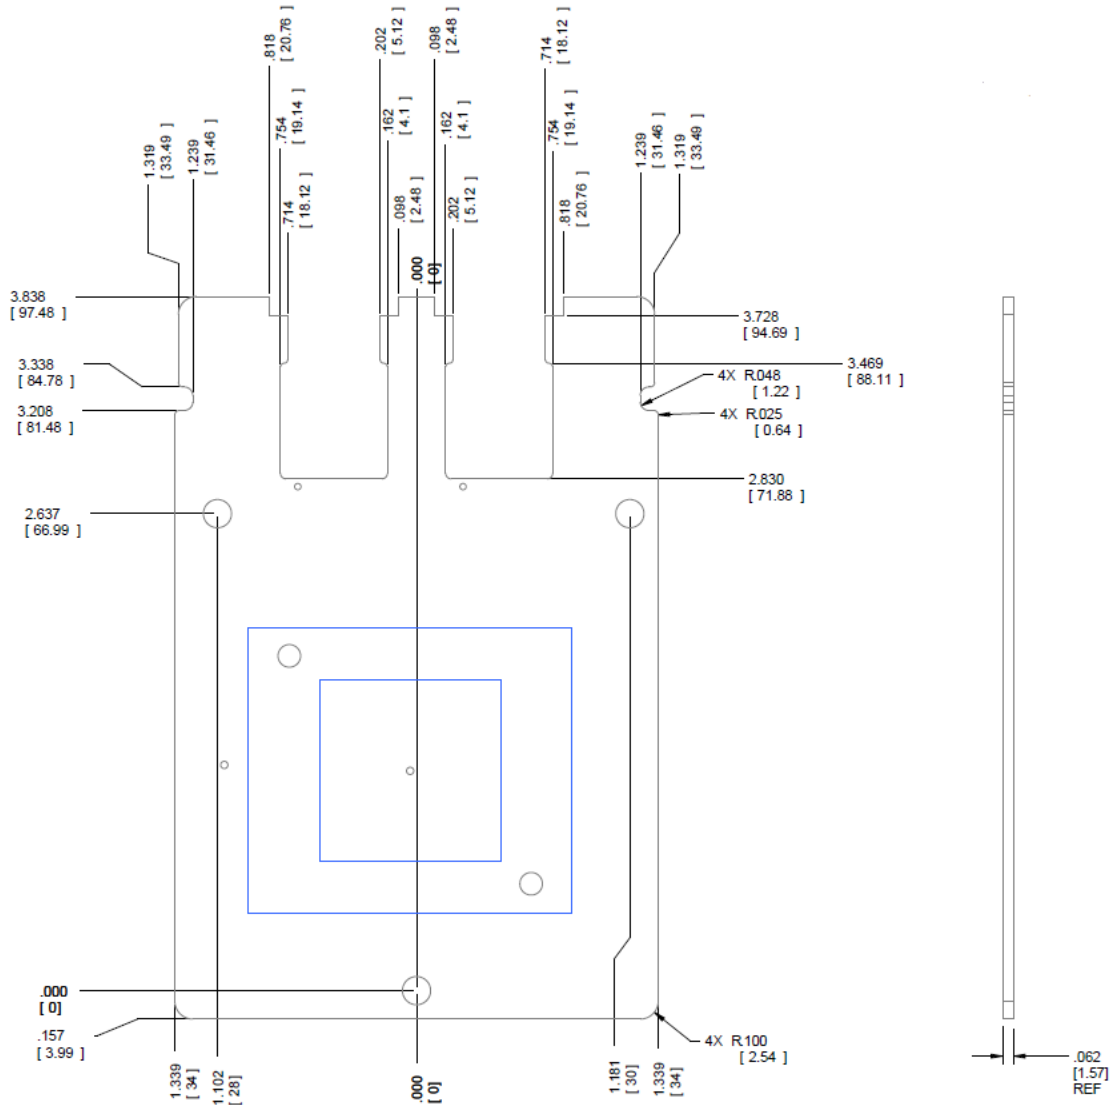 .818
[ 20.76 ]
.202
[ 5.12 ]
.098
[ 2.48 ]
.714
[ 18.12 ]
1.319
[ 33.49 ]
1.239
[ 31.46 ]
.754
[ 19.14 ]
.162
[ 4.1 ]
.162
[ 4.1 ]
.754
[ 19.14 ]
1.239
[ 31.46 ]
1.319
[ 33.49 ]
.714
[ 18.12 ]
.098
[ 2.48 ]
.202
[ 5.12 ]
.818
[ 20.76 ]
.000
[ 0]
3.838
[ 97.48 ]
3.728
[ 94.69 ]
3.338
[ 84.78 ]
3.469
[ 88.11 ]
4X R.048
[ 1.22 ]
3.208
[ 81.48 ]
4X R.025
[ 0.64 ]
2.830
[ 71.88 ]
2.637
[ 66.99 ]
.000
[ 0]
.157
[ 3.99 ]
4X R.100
[ 2.54 ]
1.339
[ 34]
1.102
[ 28]
.000
[ 0]
1.181
[ 30]
1.339
[ 34]
.062
[1.57]
REF